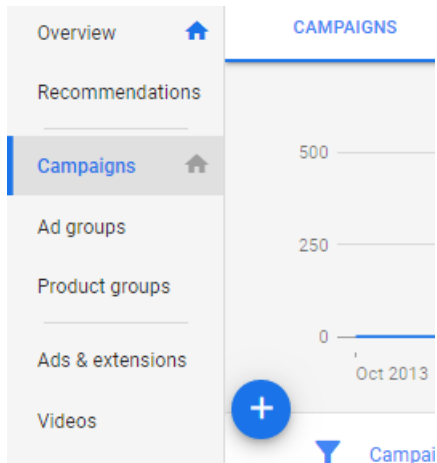 Overview
Recommendations
Campaigns
Ad groups
Product groups
Ads & extensions
Videos
CAMPAIGNS
500
250
0
Oct 2013
+